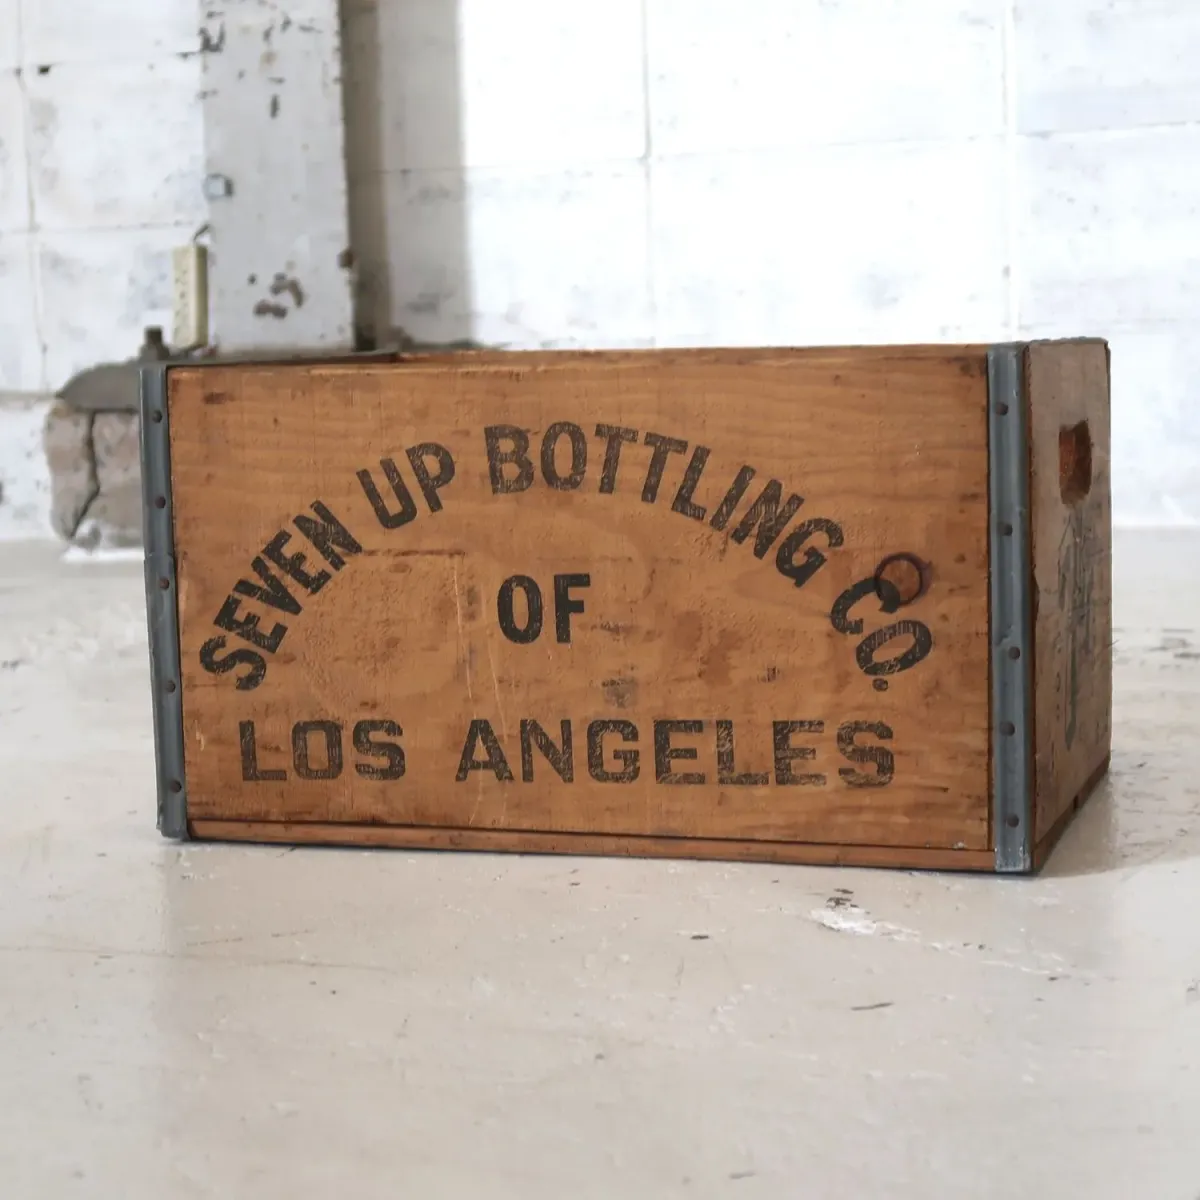 SEVEN UP BOTTLING CO.
OF
LOS ANGELES